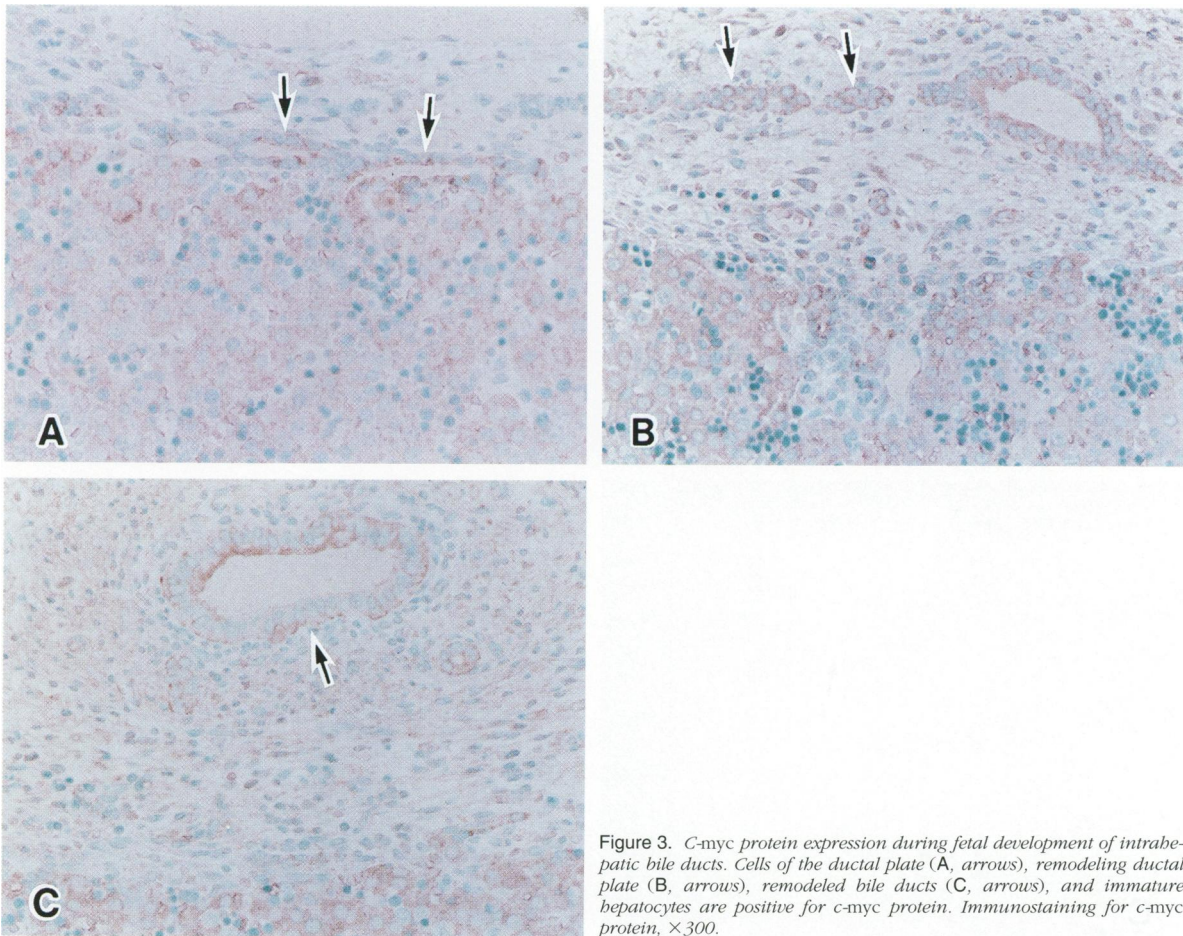 A
B
C
Figure 3. C-myc protein expression during fetal development of intrahe-
patic bile ducts. Cells of the ductal plate (A, arrows), remodeling ductal
plate (B, arrows), remodeled bile ducts (C, arrows), and immature
hepatocytes are positive for c-myc protein. Immunostaining for c-myc
protein, ×300.